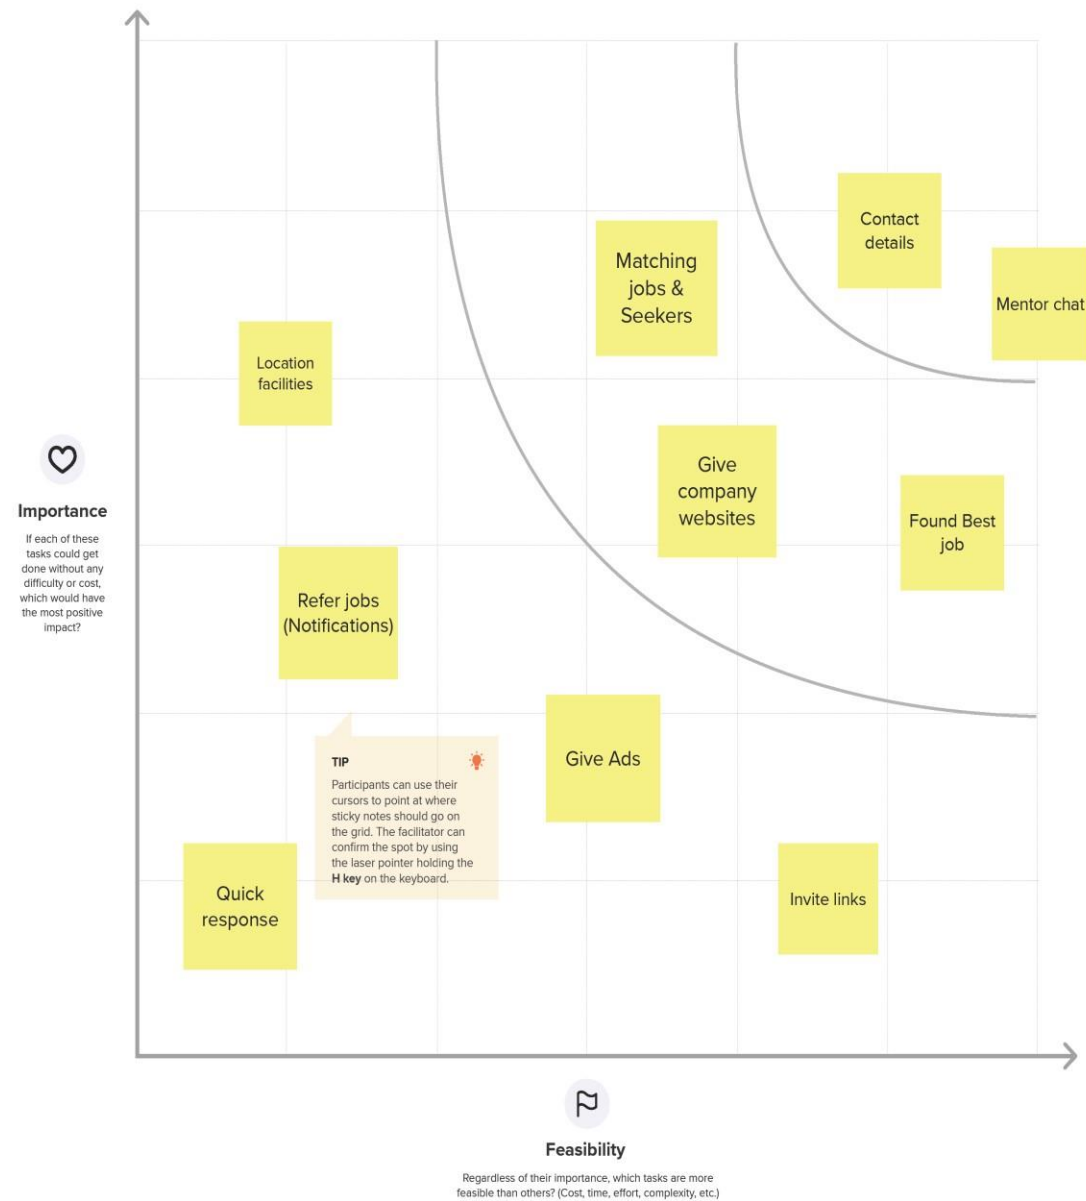 Contact
details
Matching
jobs &
Seekers
Mentor chat
Location
facilities
Give
company
websites
Found Best
job
Importance
If each of these
tasks could get
done without any
difficulty or cost,
which would have
the most positive
impact?
Refer jobs
(Notifications)
Give Ads
TIP
Participants can use their
cursors to point at where
sticky notes should go on
the grid. The facilitator can
confirm the spot by using
the laser pointer holding the
H key on the keyboard.
Quick
response
Invite links
Feasibility
Regardless of their importance, which tasks are more
feasible than others? (Cost, time, effort, complexity, etc.)